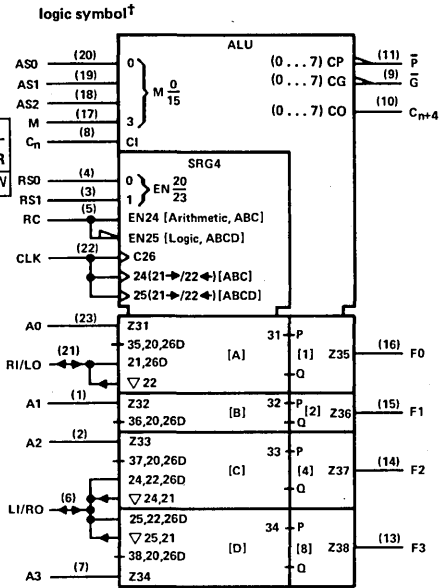 logic symbol†
ALU
AS0 (20) 0 (0 . . . 7) CP (11) P̅
AS1 (19) M 0/15 (0 . . . 7) CG (9) G̅
AS2 (18)
M (17) 3 (0 . . . 7) CO (10) Cn+4
Cn (8) CI
R
W
SRG4
RS0 (4) 0 EN 20/23
RS1 (3) 1
RC (5) EN24 [Arithmetic, ABC]
EN25 [Logic, ABCD]
CLK (22) C26
24(21→/22←)[ABC]
25(21→/22←)[ABCD]
A0 (23) Z31 31 P
35,20,26D [A] [1] Z35 (16) F0
RI/LO (21) 21,26D
▽22 Q
A1 (1) Z32 [B] 32 P [2] Z36 (15) F1
36,20,26D Q
A2 (2) Z33 33 P
37,20,26D
24,22,26D [C] [4] Z37 (14) F2
▽24,21 Q
LI/RO (6) 25,22,26D
▽25,21 [D] 34 P [8] Z38 (13) F3
38,20,26D
A3 (7) Z34 Q